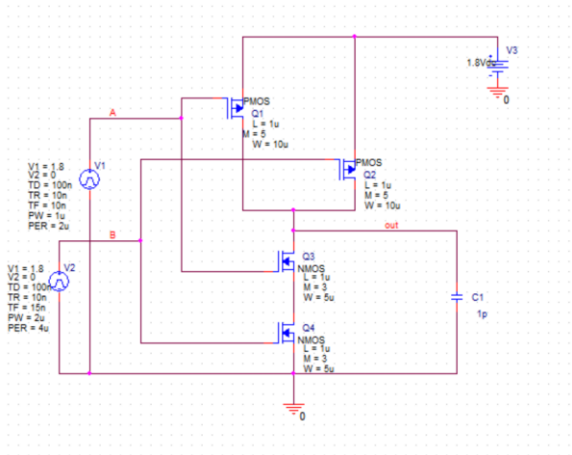 V3
1.8Vdc
0
A
PMOS
Q1
L = 1u
M = 5
W = 10u
PMOS
Q2
L = 1u
M = 5
W = 10u
V1
V1 = 1.8
V2 = 0
TD = 100n
TR = 10n
TF = 10n
PW = 1u
PER = 2u
out
B
V2
V1 = 1.8
V2 = 0
TD = 100n
TR = 10n
TF = 15n
PW = 2u
PER = 4u
Q3
NMOS
L = 1u
M = 3
W = 5u
C1
1p
Q4
NMOS
L = 1u
M = 3
W = 5u
0